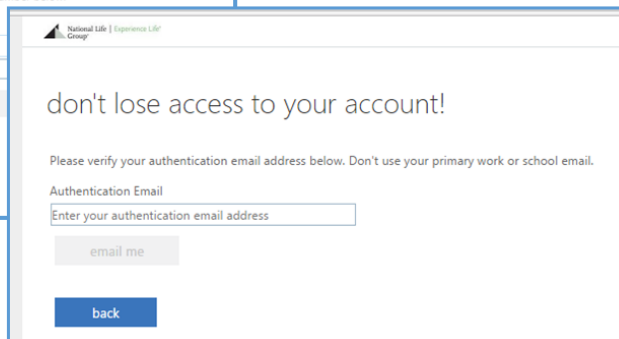 National Life | Experience Life®
Group®
don't lose access to your account!
Please verify your authentication email address below. Don't use your primary work or school email.
Authentication Email
Enter your authentication email address
email me
back